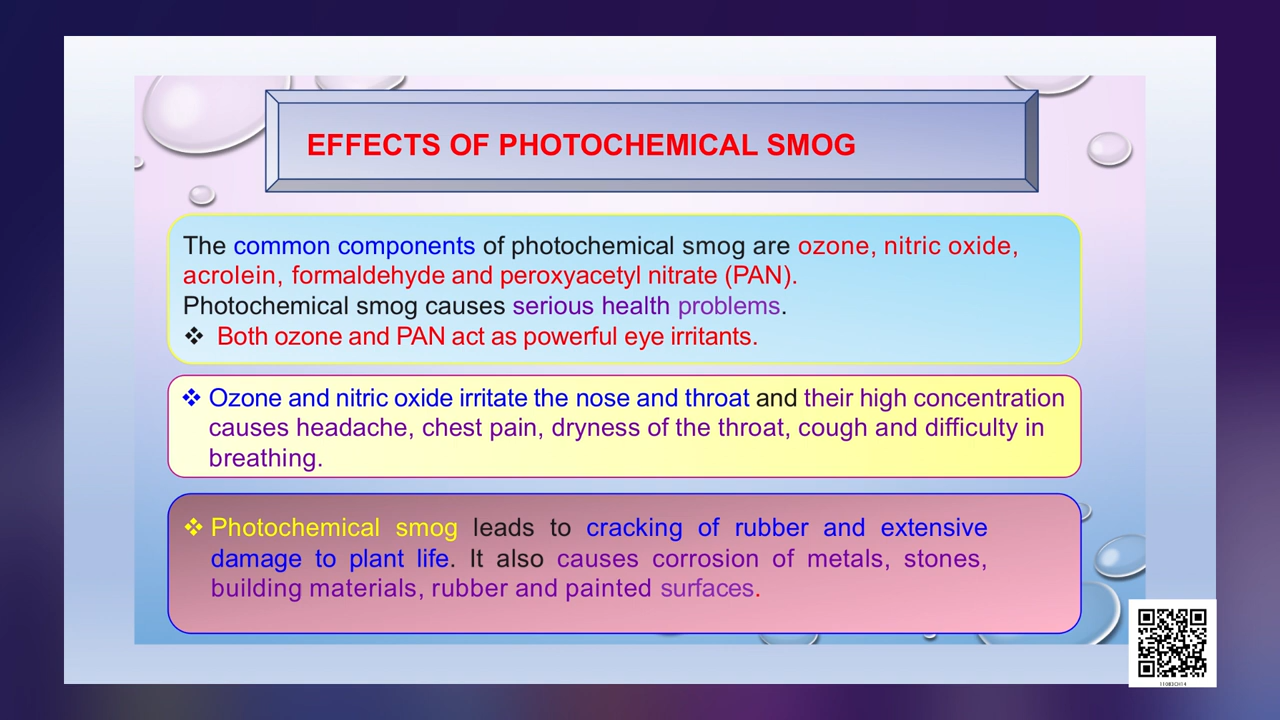 EFFECTS OF PHOTOCHEMICAL SMOG
The common components of photochemical smog are ozone, nitric oxide,
acrolein, formaldehyde and peroxyacetyl nitrate (PAN).
Photochemical smog causes serious health problems.
❖ Both ozone and PAN act as powerful eye irritants.
❖ Ozone and nitric oxide irritate the nose and throat and their high concentration
causes headache, chest pain, dryness of the throat, cough and difficulty in
breathing.
❖ Photochemical smog leads to cracking of rubber and extensive
damage to plant life. It also causes corrosion of metals, stones,
building materials, rubber and painted surfaces.